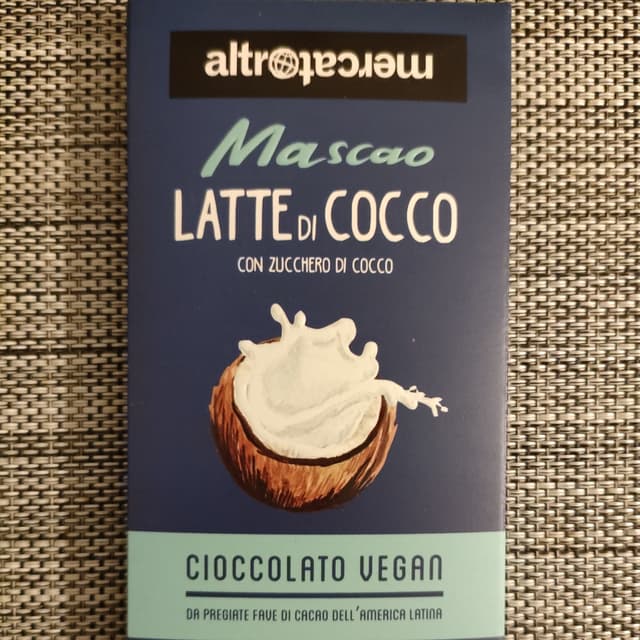 altromercato
Mascao
LATTE DI COCCO
CON ZUCCHERO DI COCCO
CIOCCOLATO VEGAN
DA PREGIATE FAVE DI CACAO DELL'AMERICA LATINA